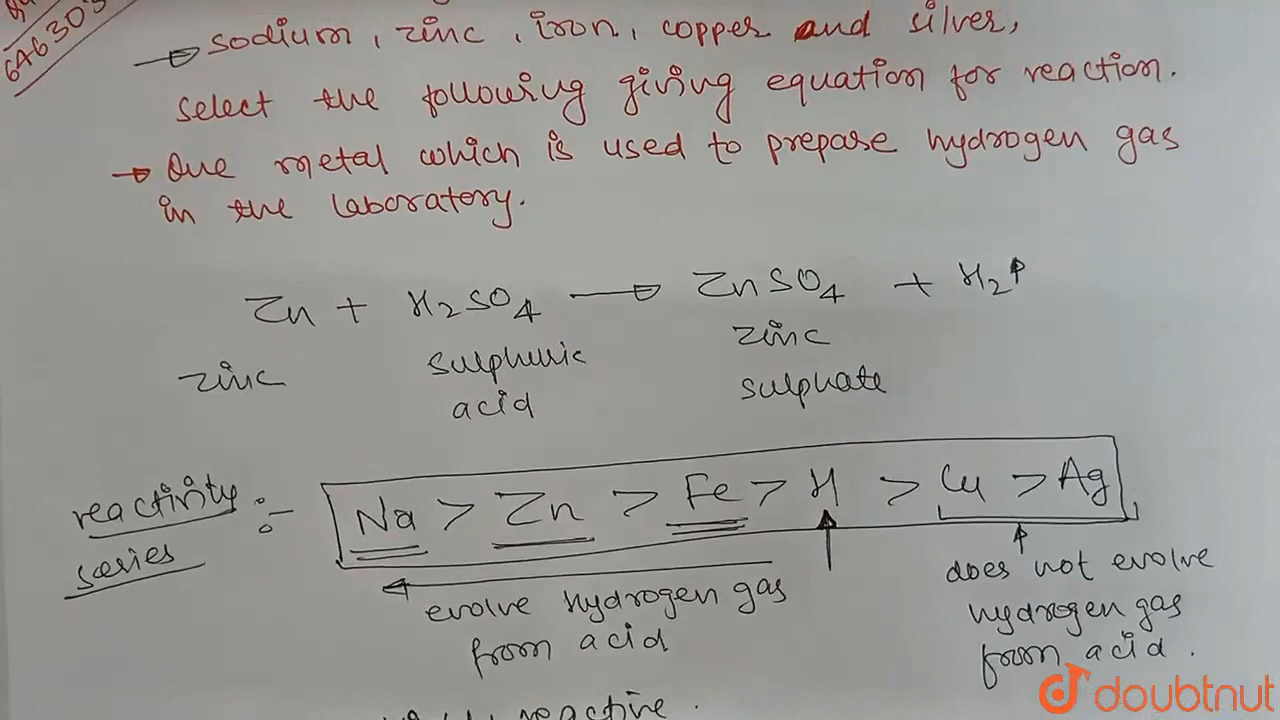 646303
→ sodium, zinc, iron, copper and silver,
select the following giving equation for reaction.
→ One metal which is used to prepare hydrogen gas
in the laboratory.
Zn + H2SO4 → ZnSO4 + H2↑
zinc sulphuric zinc
acid sulphate
reactivity series :- Na > Zn > Fe > H > Cu > Ag
evolve hydrogen gas
from acid
does not evolve
hydrogen gas
from acid.
reactive.
doubtnut